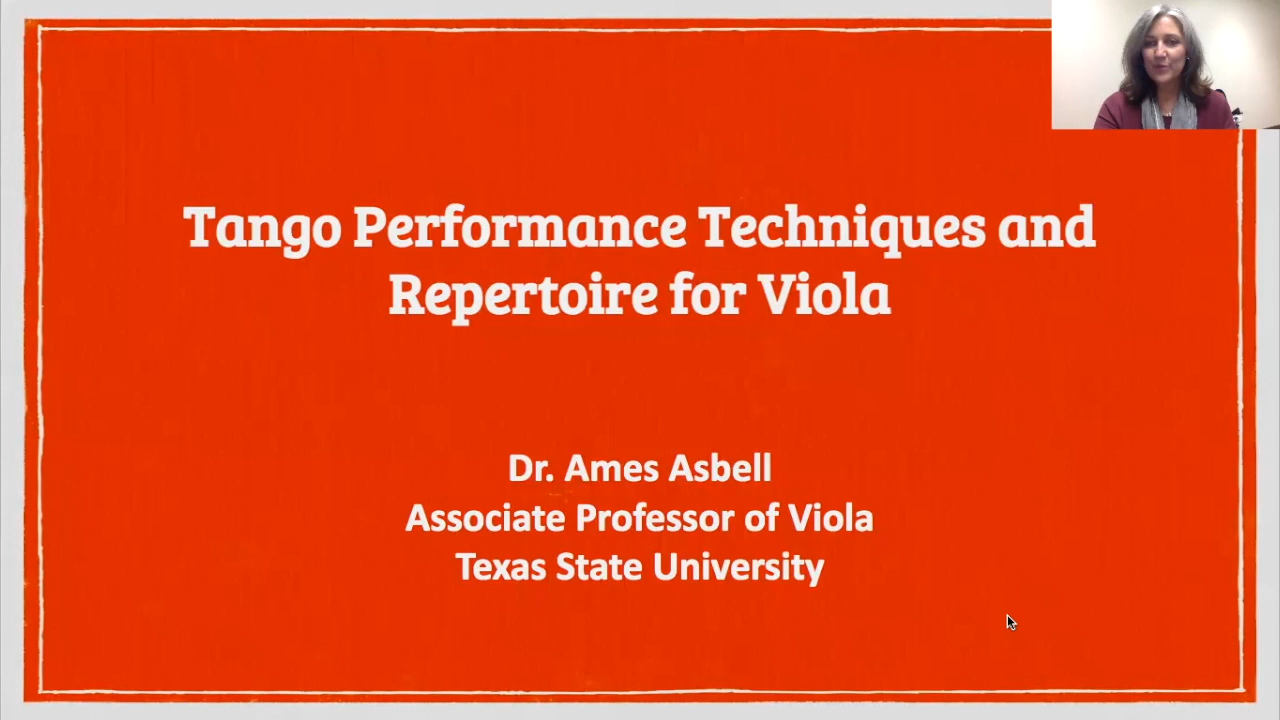 Tango Performance Techniques and
Repertoire for Viola
Dr. Ames Asbell
Associate Professor of Viola
Texas State University